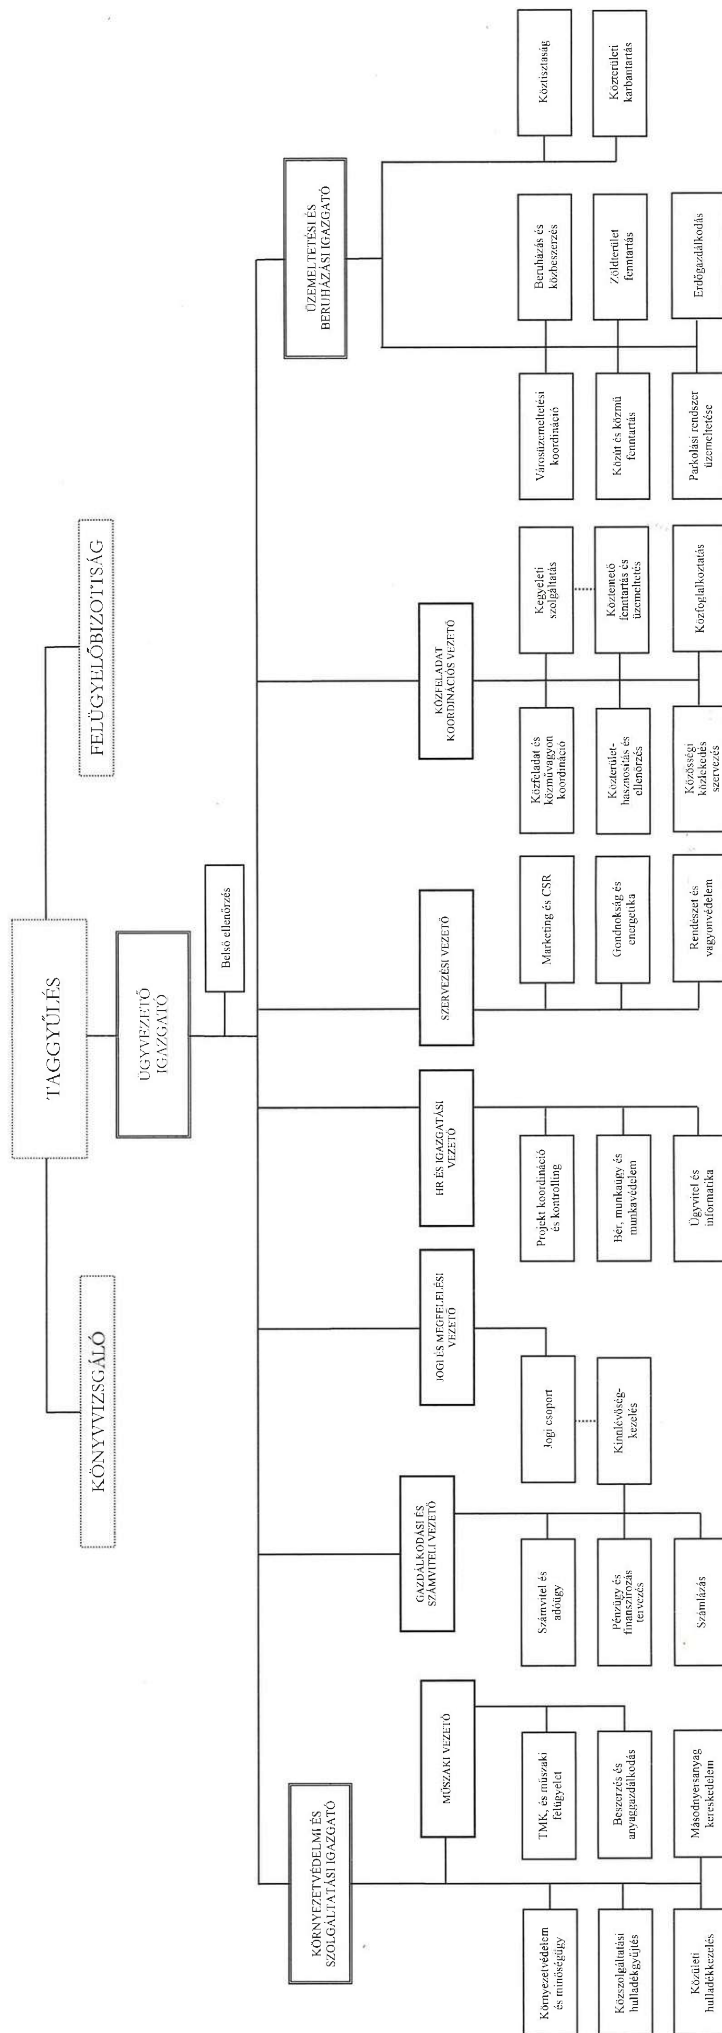 TAGGYŰLÉS
KÖNYVVIZSGÁLÓ
FELÜGYELŐBIZOTTSÁG
ÜGYVEZETŐ
IGAZGATÓ
Belső ellenőrzés
KÖRNYEZETVÉDELMI ÉS
SZOLGÁLTATÁSI IGAZGATÓ
ÜZEMELTETÉSI ÉS
BERUHÁZÁSI IGAZGATÓ
MŰSZAKI VEZETŐ
GAZDÁLKODÁSI ÉS
SZÁMVITELI VEZETŐ
JOGI ÉS MEGFELELÉSI
VEZETŐ
HR ÉS IGAZGATÁSI
VEZETŐ
SZERVEZÉSI VEZETŐ
KÖZFELADAT
KOORDINÁCIÓS VEZETŐ
Környezetvédelem
és minőségügy
Közszolgáltatási
hulladékgyűjtés
Közületi
hulladékkezelés
TMK, és műszaki
felügyelet
Beszerzés és
anyaggazdálkodás
Másodnyersanyag
kereskedelem
Számvitel és
adóügy
Pénzügy és
finanszírozás
tervezés
Számlázás
Jogi csoport
Kinnlévőség-
kezelés
Projekt koordináció
és kontrolling
Bér, munkaügy és
munkavédelem
Ügyvitel és
informatika
Marketing és CSR
Gondnokság és
energetika
Rendészet és
vagyonvédelem
Közfeladat és
közművagyon
koordináció
Közterület-
hasznosítás és
ellenőrzés
Közösségi
közlekedés
szervezés
Kegyeleti
szolgáltatás
Köztemető
fenntartás és
üzemeltetés
Közfoglalkoztatás
Városüzemeltetési
koordináció
Közút és közmű
fenntartás
Parkolási rendszer
üzemeltetése
Beruházás és
közbeszerzés
Zöldterület
fenntartás
Erdőgazdálkodás
Köztisztaság
Közterületi
karbantartás